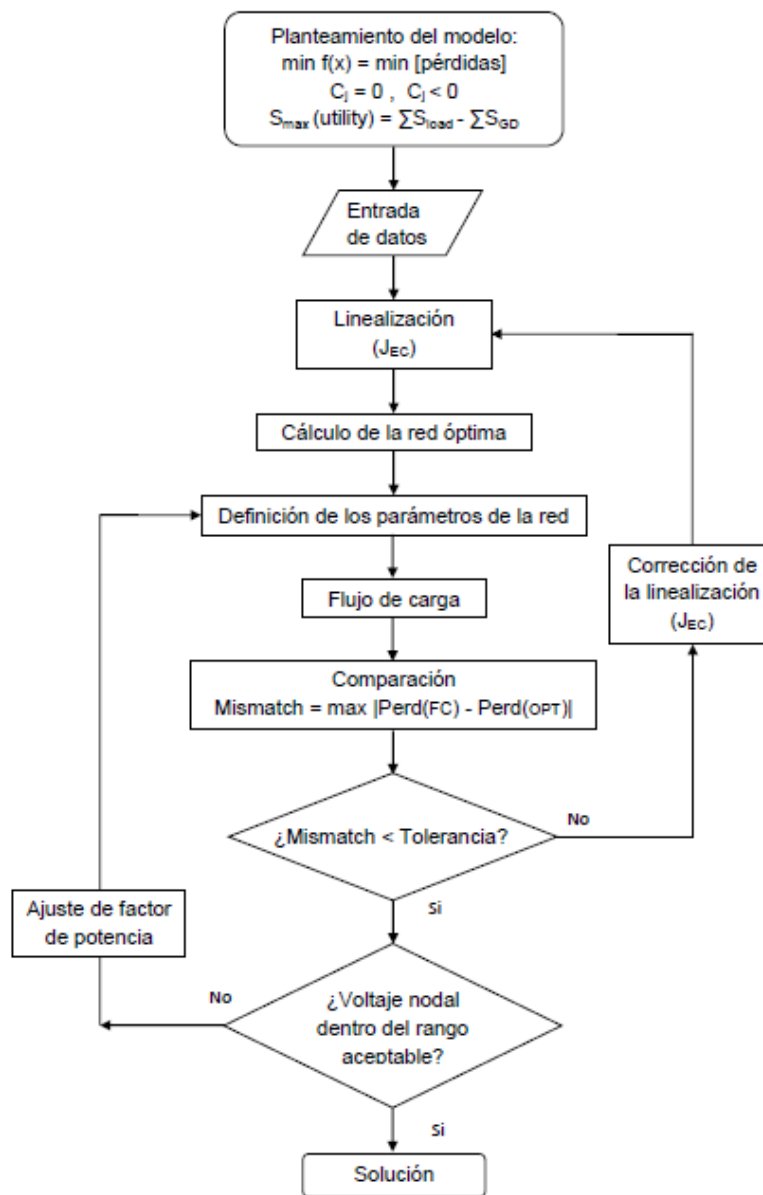 Planteamiento del modelo:
min f(x) = min [pérdidas]
Cj = 0 , Cj < 0
Smax (utility) = ∑Sload - ∑SGD
Entrada
de datos
Linealización
(JEC)
Cálculo de la red óptima
Definición de los parámetros de la red
Flujo de carga
Corrección de
la linealización
(JEC)
Comparación
Mismatch = max |Perd(FC) - Perd(OPT)|
¿Mismatch < Tolerancia?
No
Si
Ajuste de factor
de potencia
No
¿Voltaje nodal
dentro del rango
aceptable?
Si
Solución